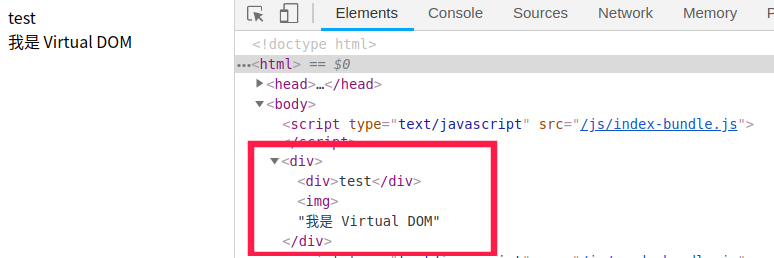 test
我是 Virtual DOM
Elements Console Sources Network Memory
<!doctype html>
<html> == $0
<head>…</head>
<body>
<script type="text/javascript" src="/js/index-bundle.js">
</script>
<div>
<div>test</div>
<img>
"我是 Virtual DOM"
</div>